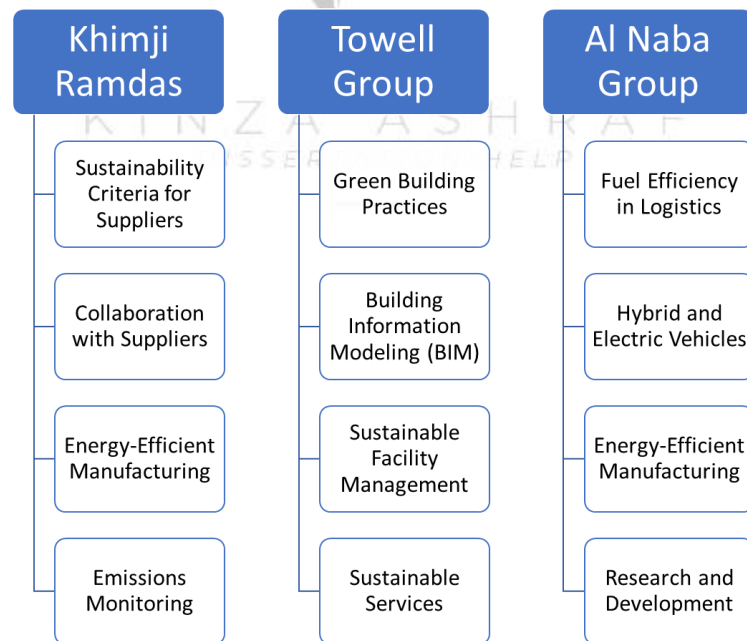 Khimji
Ramdas
Sustainability
Criteria for
Suppliers
Collaboration
with Suppliers
Energy-Efficient
Manufacturing
Emissions
Monitoring
Towell
Group
Green Building
Practices
Building
Information
Modeling (BIM)
Sustainable
Facility
Management
Sustainable
Services
Al Naba
Group
Fuel Efficiency
in Logistics
Hybrid and
Electric Vehicles
Energy-Efficient
Manufacturing
Research and
Development
KINZA ASHRAF